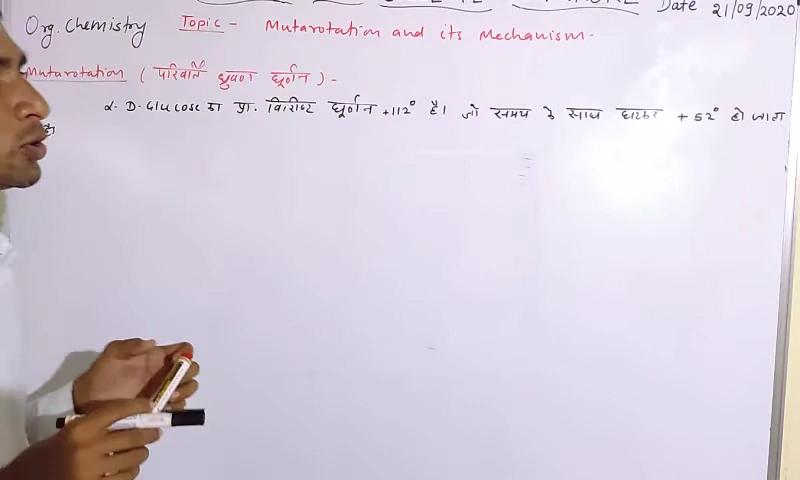 Date 21/09/2020
Org. Chemistry Topic - Mutarotation and its Mechanism.
Mutarotation ( परिवर्ती ध्रुवण घूर्णन ) -
α- D- Glucose का प्रा. विशिष्ट घूर्णन +112° है। जो समय के साथ घटकर + 52° हो जाता
है।